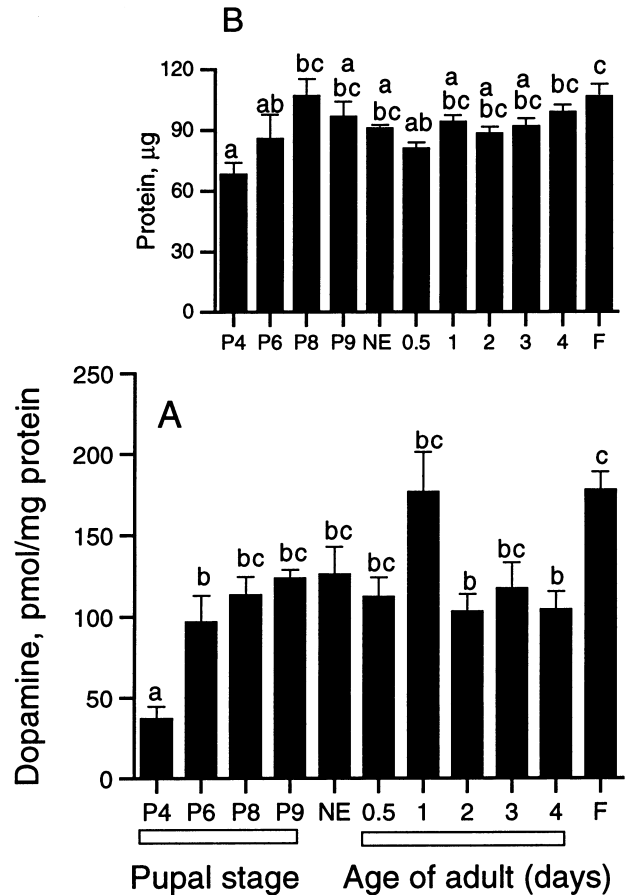 B
Protein, µg
120
90
60
30
0
a
ab
bc
a
bc
a
bc
ab
a
bc
a
bc
a
bc
bc
c
P4 P6 P8 P9 NE 0.5 1 2 3 4 F
A
Dopamine, pmol/mg protein
250
200
150
100
50
0
a
b
bc
bc
bc
bc
bc
b
bc
b
c
P4 P6 P8 P9 NE 0.5 1 2 3 4 F
Pupal stage Age of adult (days)